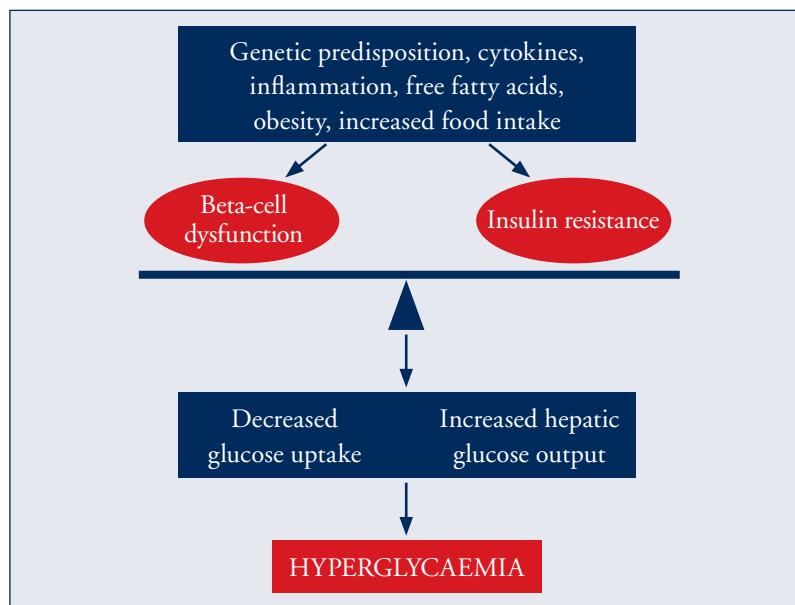 Genetic predisposition, cytokines,
inflammation, free fatty acids,
obesity, increased food intake
Beta-cell
dysfunction
Insulin resistance
Decreased
glucose uptake
Increased hepatic
glucose output
HYPERGLYCAEMIA